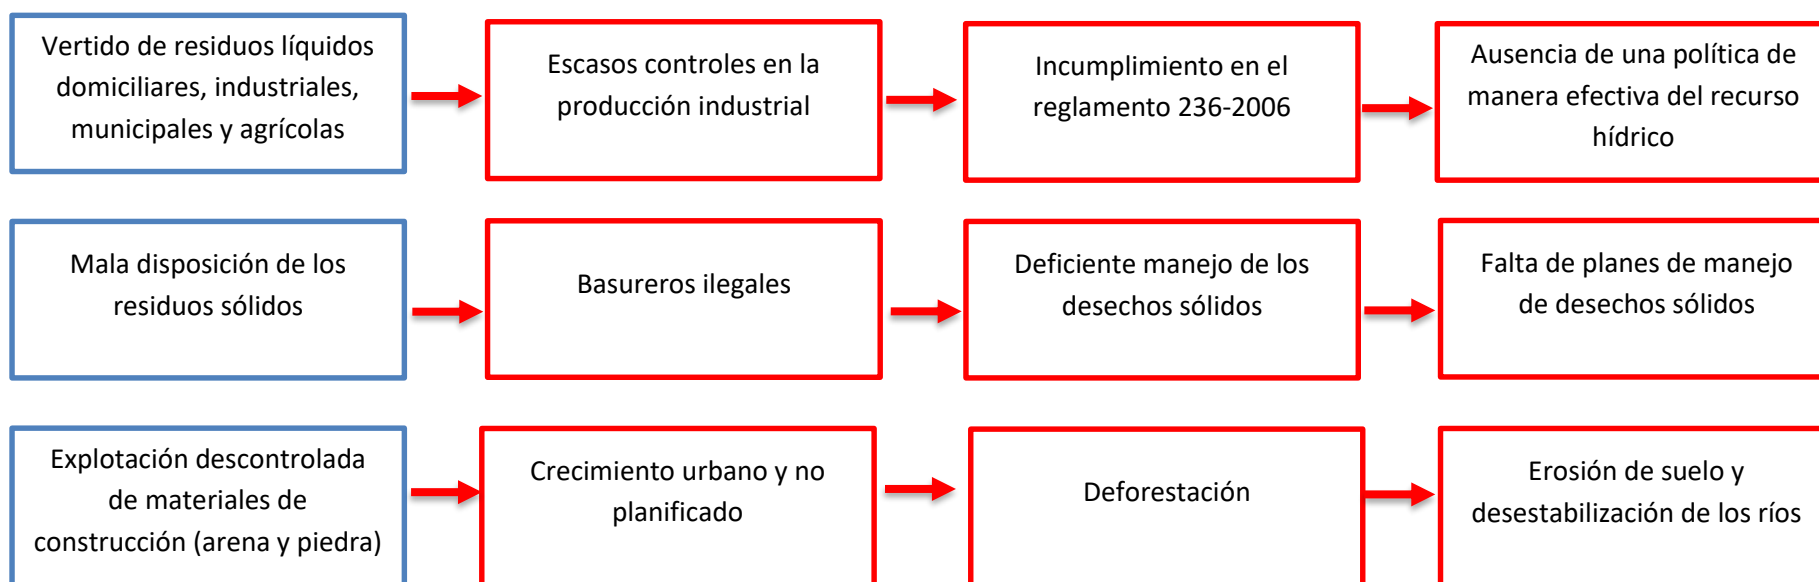 Vertido de residuos líquidos
domiciliares, industriales,
municipales y agrícolas
Escasos controles en la
producción industrial
Incumplimiento en el
reglamento 236-2006
Ausencia de una política de
manera efectiva del recurso
hídrico
Mala disposición de los
residuos sólidos
Basureros ilegales
Deficiente manejo de los
desechos sólidos
Falta de planes de manejo
de desechos sólidos
Explotación descontrolada
de materiales de
construcción (arena y piedra)
Crecimiento urbano y no
planificado
Deforestación
Erosión de suelo y
desestabilización de los ríos